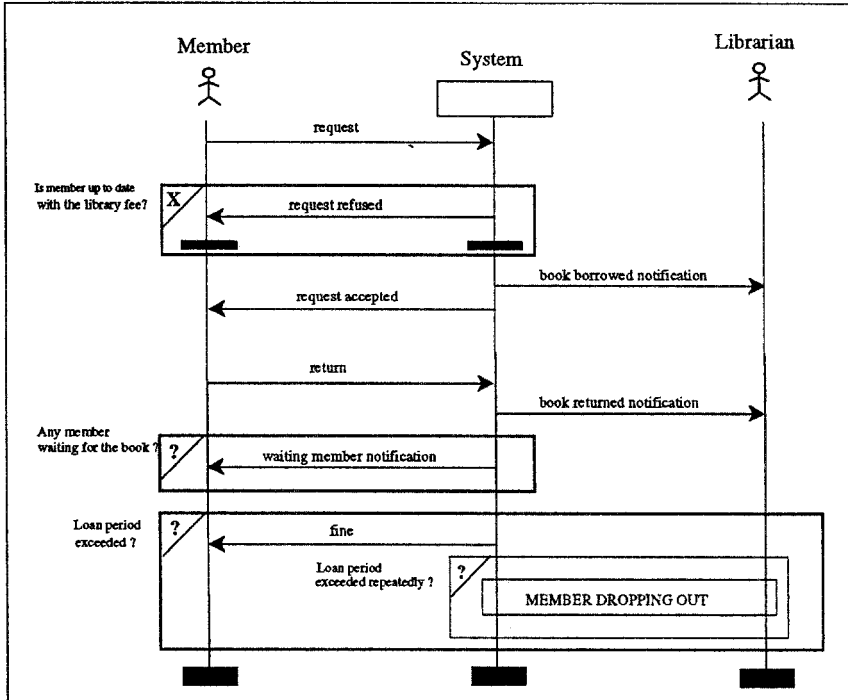 Member
System
Librarian
request
Is member up to date
with the library fee?
X
request refused
book borrowed notification
request accepted
return
book returned notification
Any member
waiting for the book ?
?
waiting member notification
Loan period
exceeded ?
?
fine
Loan period
exceeded repeatedly ?
?
MEMBER DROPPING OUT